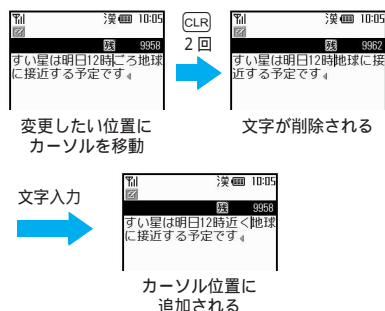 漢 10:05
残 9958
すい星は明日12時ごろ地球
に接近する予定です
変更したい位置に
カーソルを移動
CLR
2回
漢 10:05
残 9962
すい星は明日12時地球に接
近する予定です
文字が削除される
文字入力
漢 10:05
残 9958
すい星は明日12時近く地球
に接近する予定です
カーソル位置に
追加される